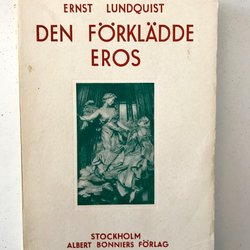 ERNST LUNDQUIST
DEN FÖRKLÄDDE
EROS
STOCKHOLM
ALBERT BONNIERS FÖRLAG